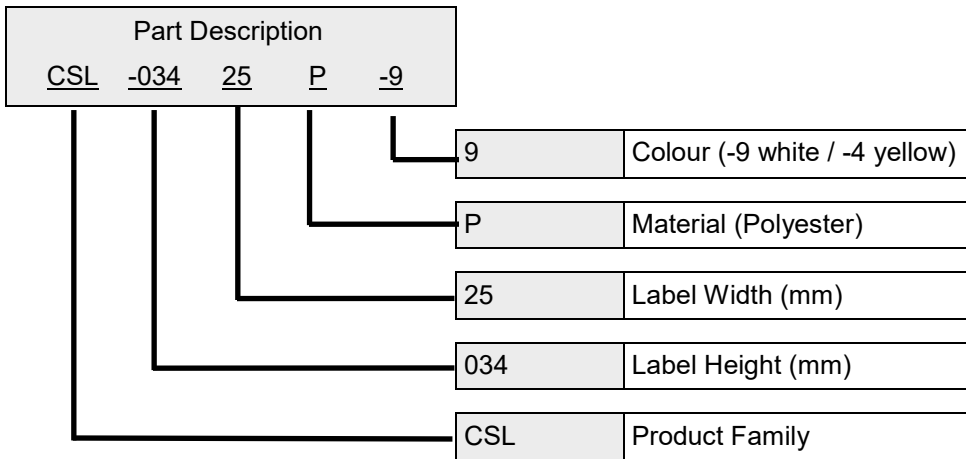 Part Description
CSL -034 25 P -9
9 Colour (-9 white / -4 yellow)
P Material (Polyester)
25 Label Width (mm)
034 Label Height (mm)
CSL Product Family